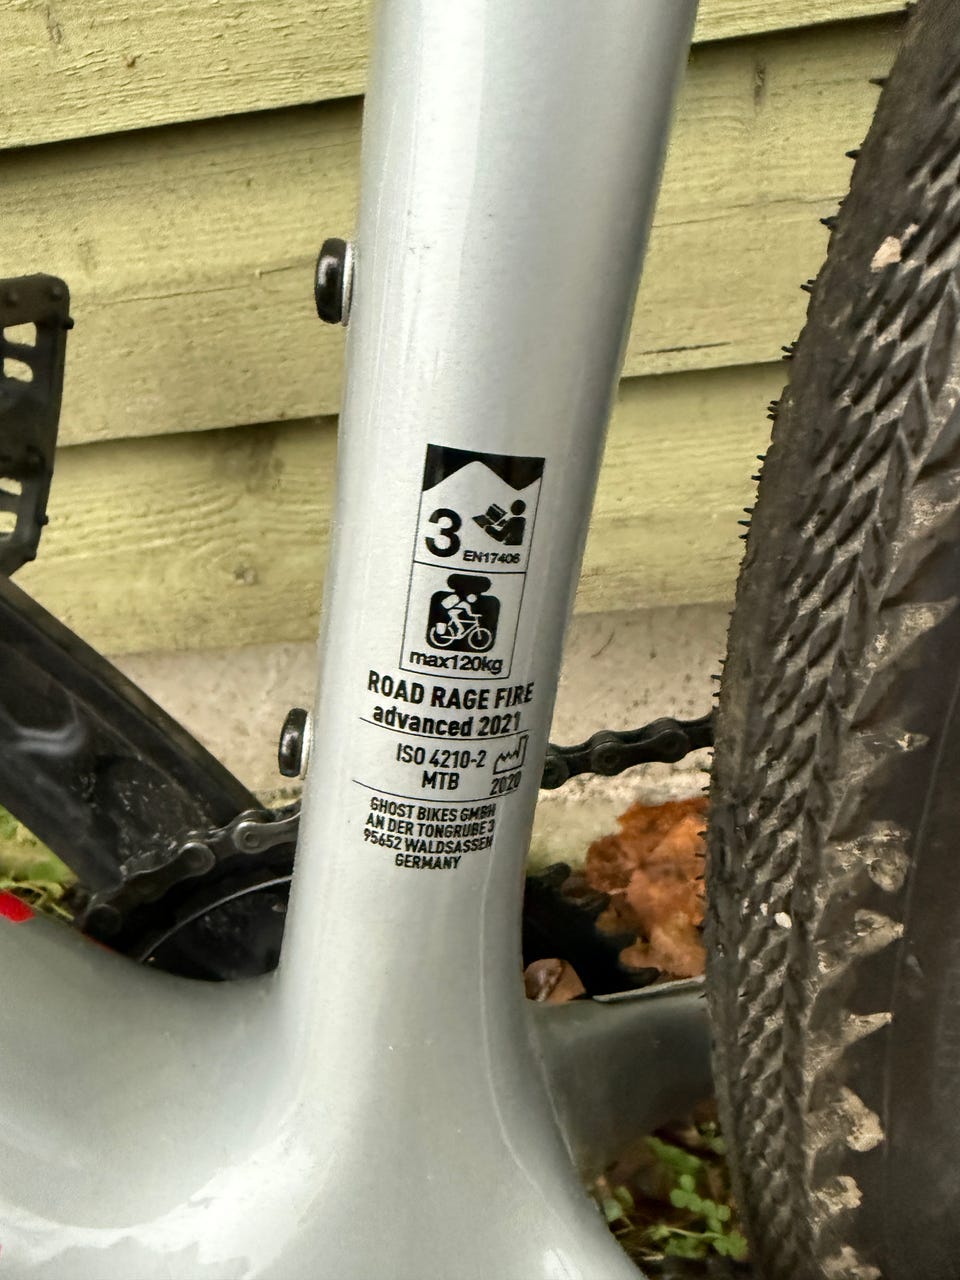 3
EN17406
max120kg
ROAD RAGE FIRE
advanced 2021
ISO 4210-2
MTB
2020
GHOST BIKES GMBH
AN DER TONGRUBE 3
95652 WALDSASSEN
GERMANY